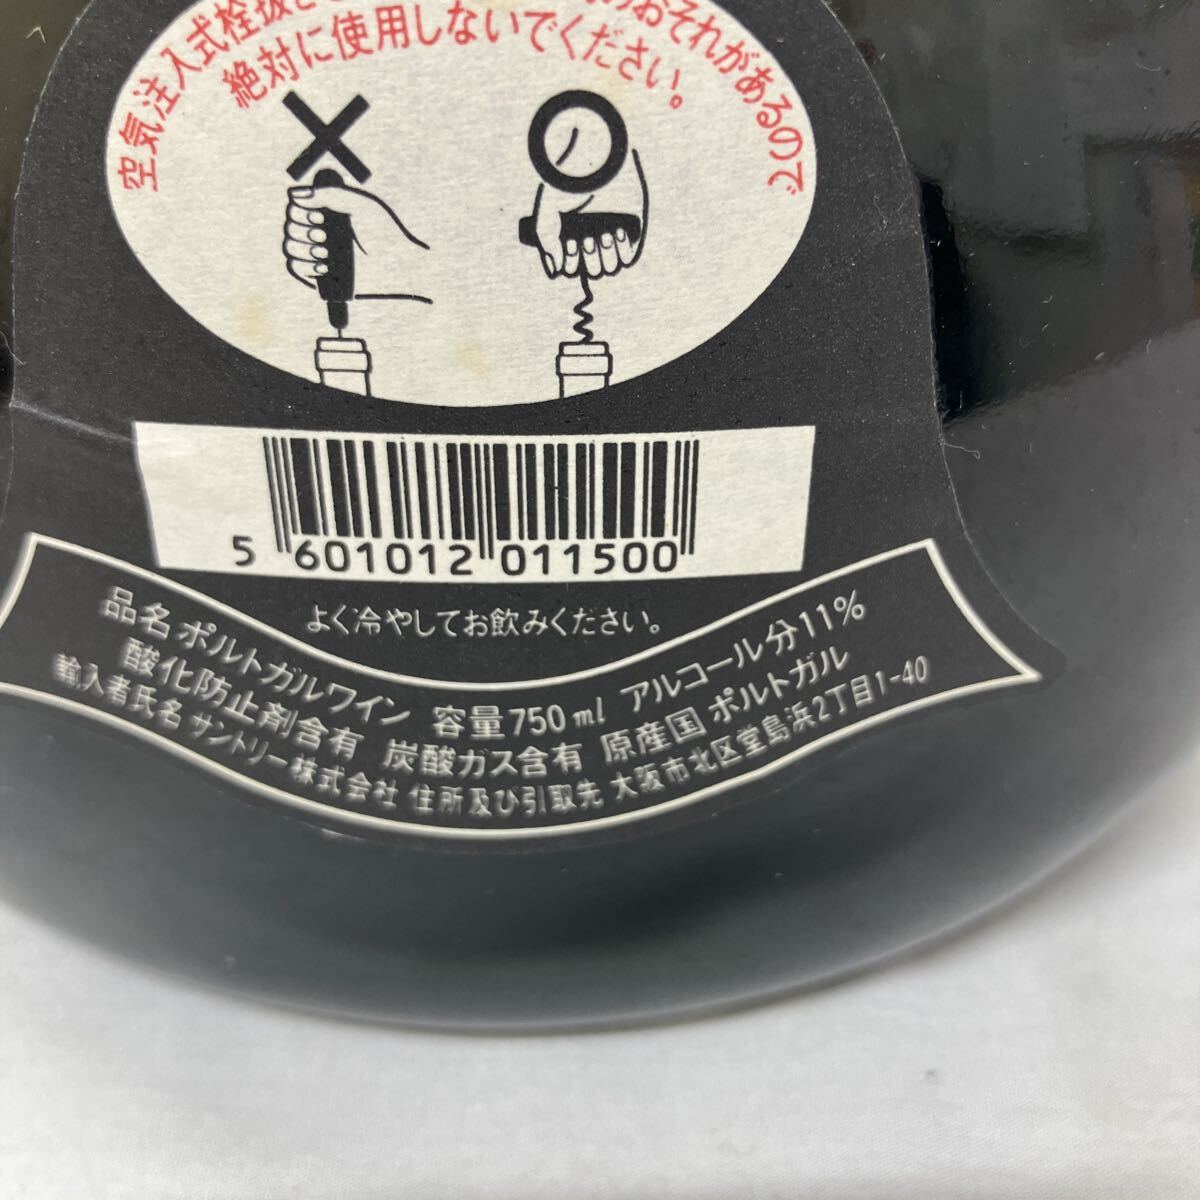 空気注入式栓抜き おそれがあるので
絶対に使用しないでください。
5 601012 011500
よく冷やしてお飲みください。
品名 ポルトガルワイン 容量750ml アルコール分11%
酸化防止剤含有 炭酸ガス含有 原産国 ポルトガル
輸入者氏名 サントリー株式会社 住所及び引取先 大阪市北区堂島浜2丁目1-40